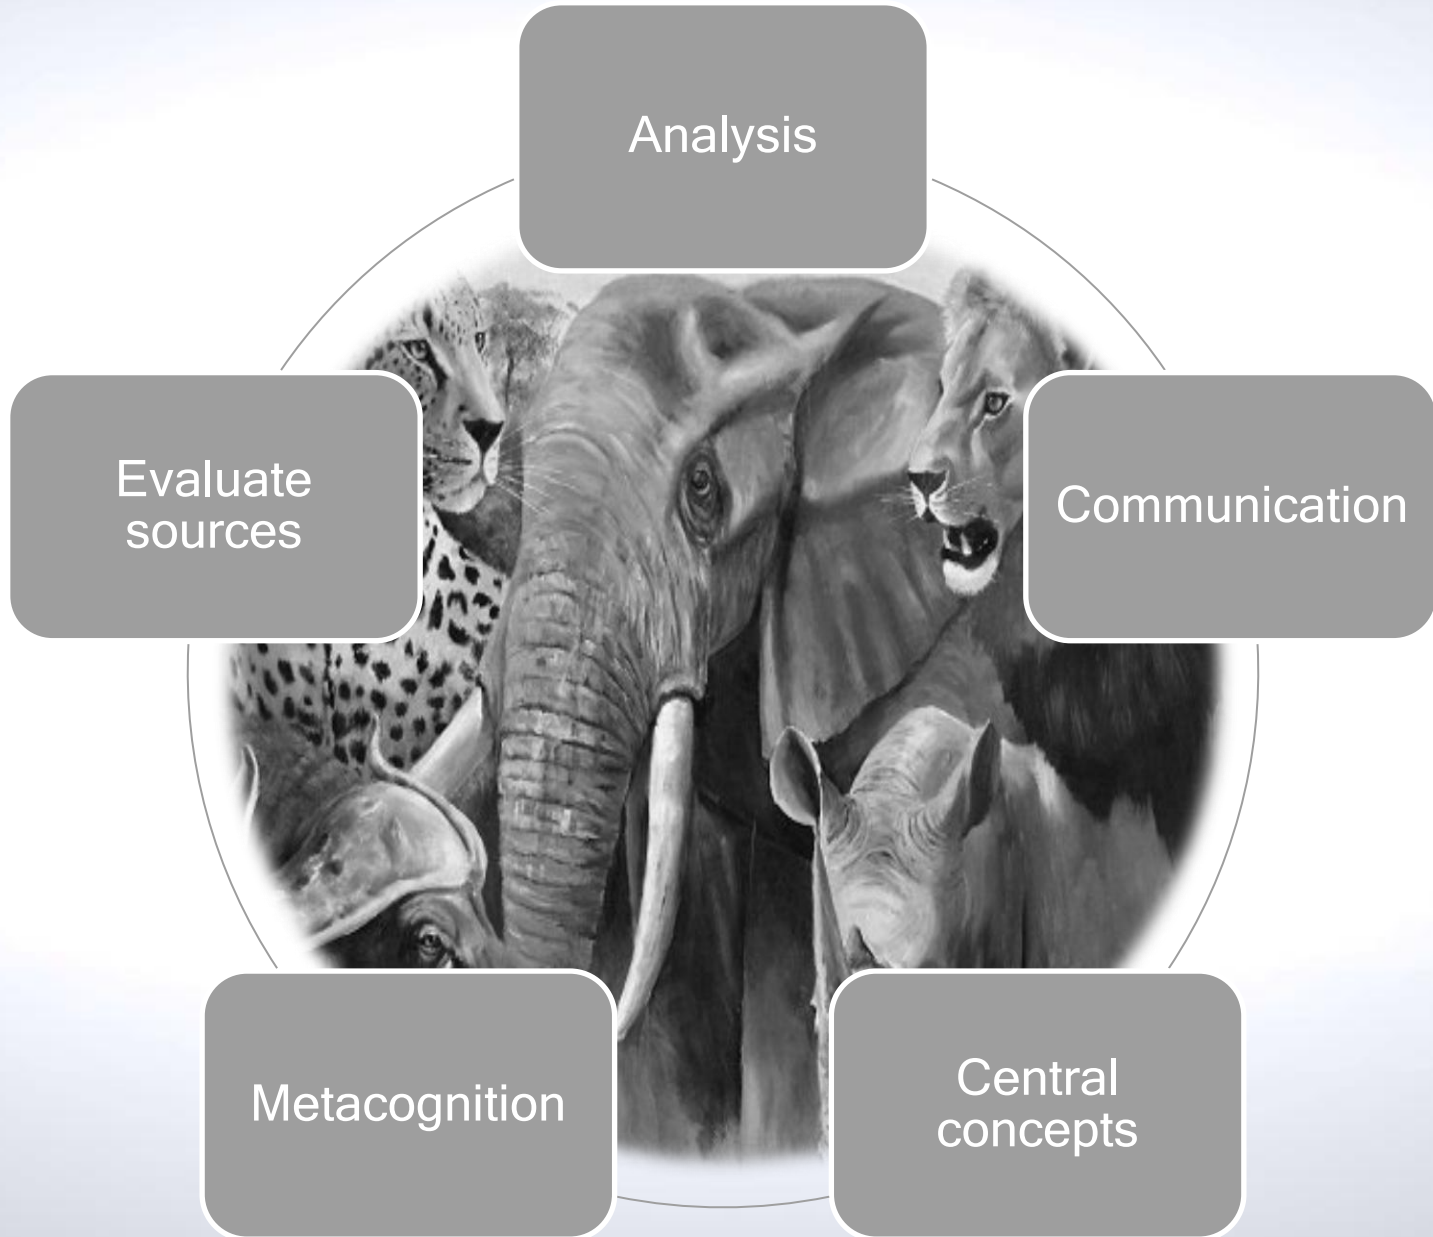 Analysis
Evaluate
sources
Communication
Metacognition
Central
concepts